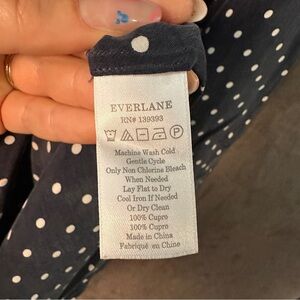 EVERLANE
RN# 139393
Machine Wash Cold
Gentle Cycle
Only Non Chlorine Bleach
When Needed
Lay Flat to Dry
Cool Iron If Needed
Or Dry Clean
100% Cupro
100% Cupro
Made in China
Fabriqué en Chine